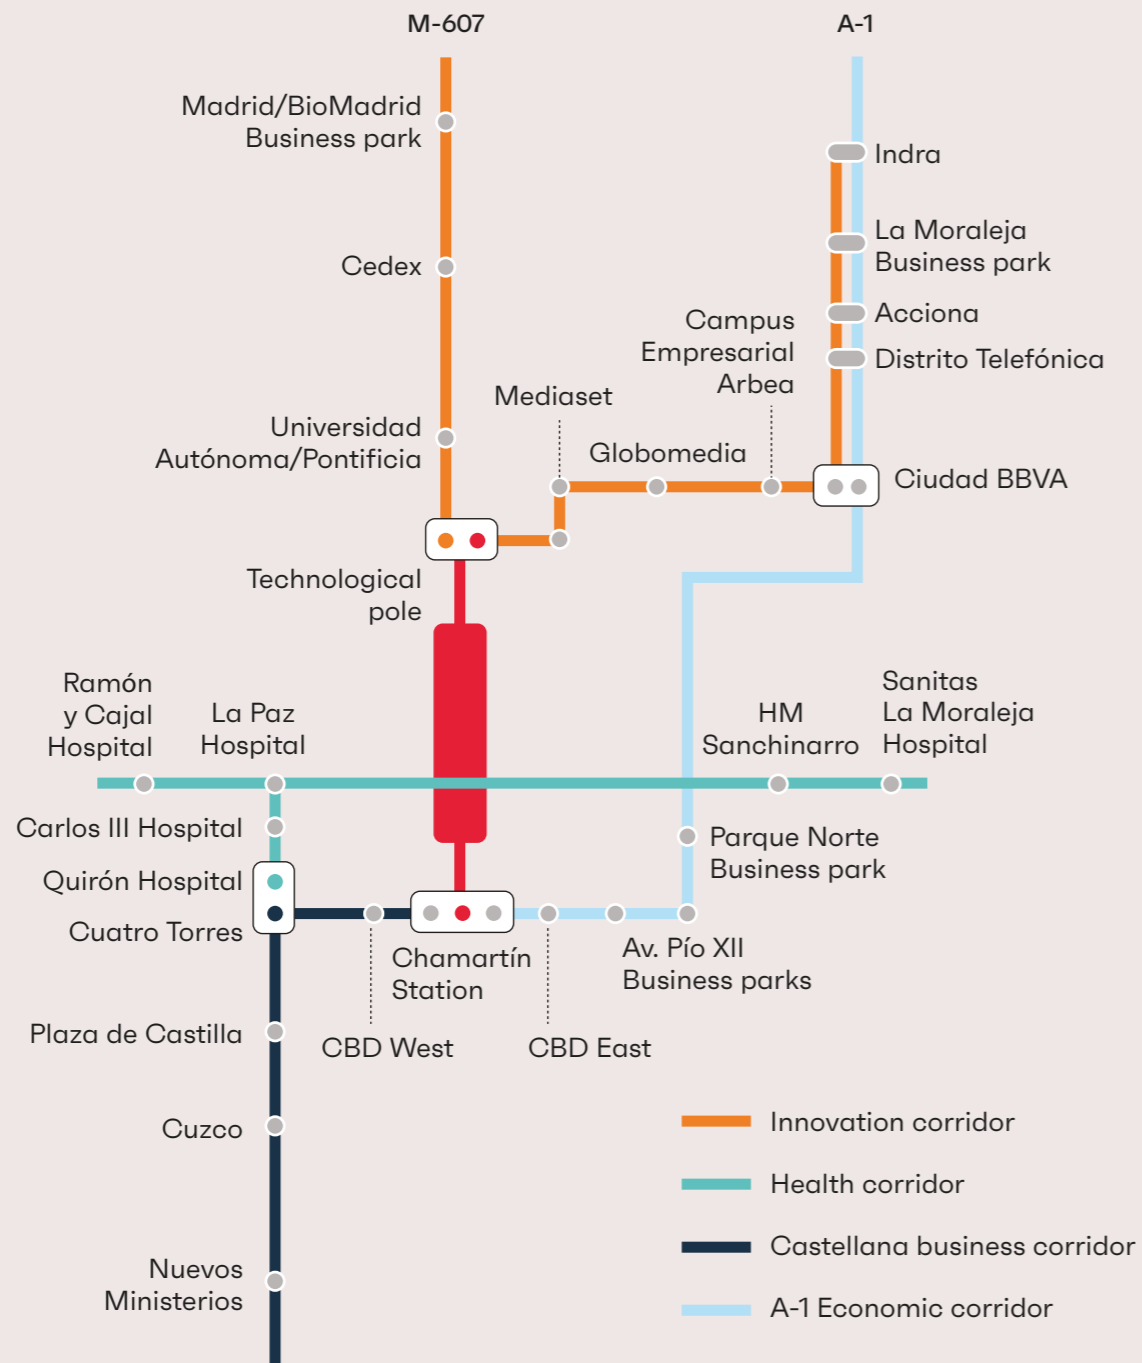 M-607
A-1
Madrid/BioMadrid
Business park
Indra
La Moraleja
Business park
Cedex
Acciona
Campus
Empresarial
Arbea
Distrito Telefónica
Mediaset
Universidad
Autónoma/Pontificia
Globomedia
Ciudad BBVA
Technological
pole
Ramón
y Cajal
Hospital
La Paz
Hospital
HM
Sanchinarro
Sanitas
La Moraleja
Hospital
Carlos III Hospital
Parque Norte
Business park
Quirón Hospital
Cuatro Torres
Chamartín
Station
Av. Pío XII
Business parks
Plaza de Castilla
CBD West
CBD East
Cuzco
Innovation corridor
Health corridor
Castellana business corridor
Nuevos
Ministerios
A-1 Economic corridor